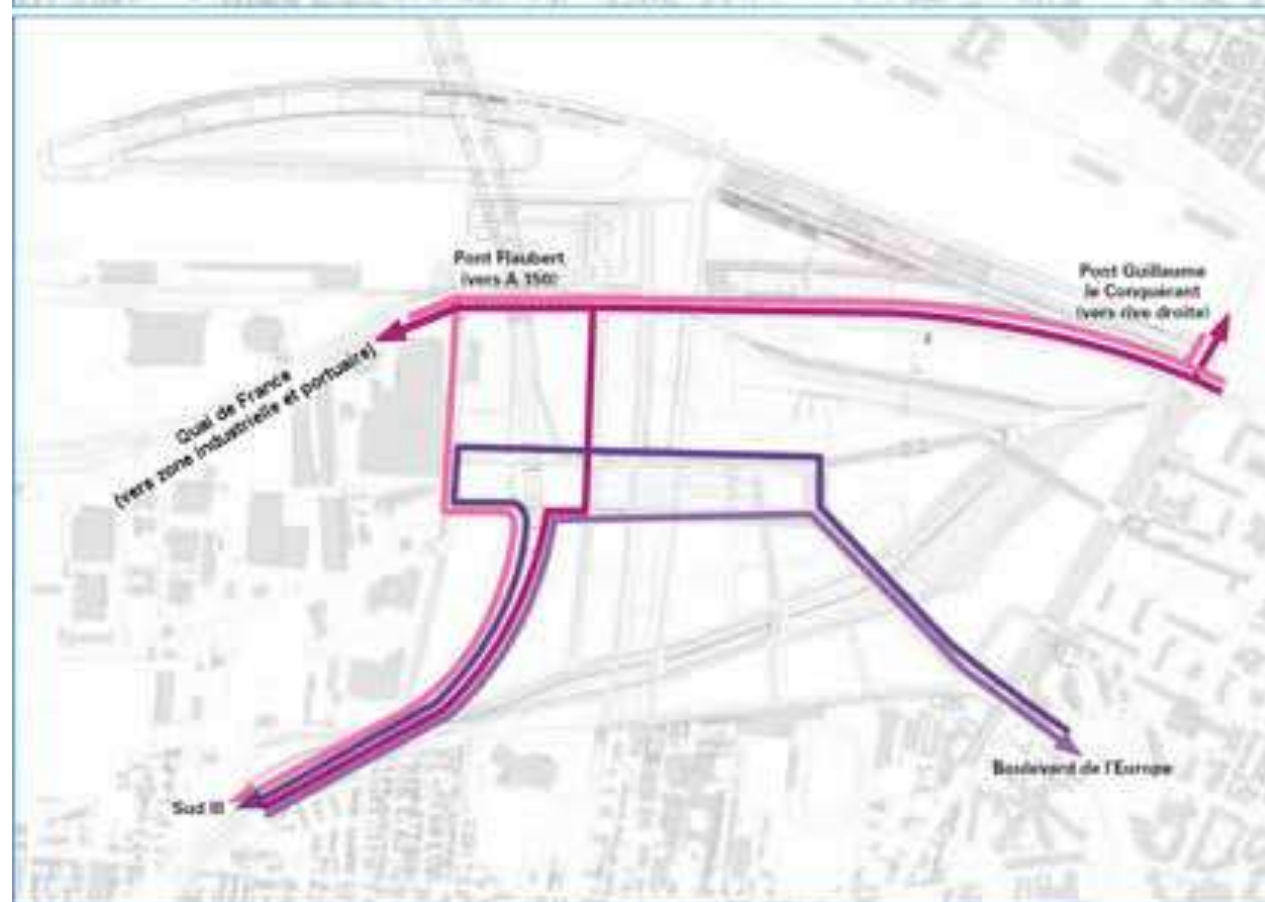 Pont Flaubert
(vers A 150)
Pont Guillaume
le Conquérant
(vers rive droite)
Quai de France
(vers zone industrielle et portuaire)
Boulevard de l'Europe
Sud III